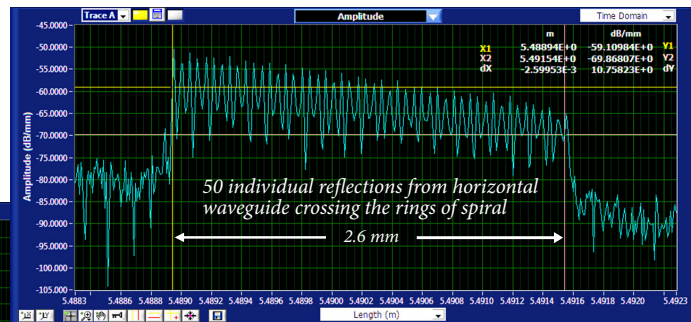 Trace A
Amplitude
Time Domain
m dB/mm
X1 5.48894E+0 -59.10984E+0 Y1
X2 5.49154E+0 -69.86807E+0 Y2
dX -2.59953E-3 10.75823E+0 dY
Amplitude (dB/mm)
-45.0000
-50.0000
-55.0000
-60.0000
-65.0000
-70.0000
-75.0000
-80.0000
-85.0000
-90.0000
-95.0000
-100.000
-105.000
50 individual reflections from horizontal
waveguide crossing the rings of spiral
2.6 mm
5.4883 5.4886 5.4888 5.4890 5.4892 5.4894 5.4896 5.4898 5.4900 5.4902 5.4904 5.4906 5.4908 5.4910 5.4912 5.4914 5.4916 5.4918 5.4920 5.4923
Length (m)